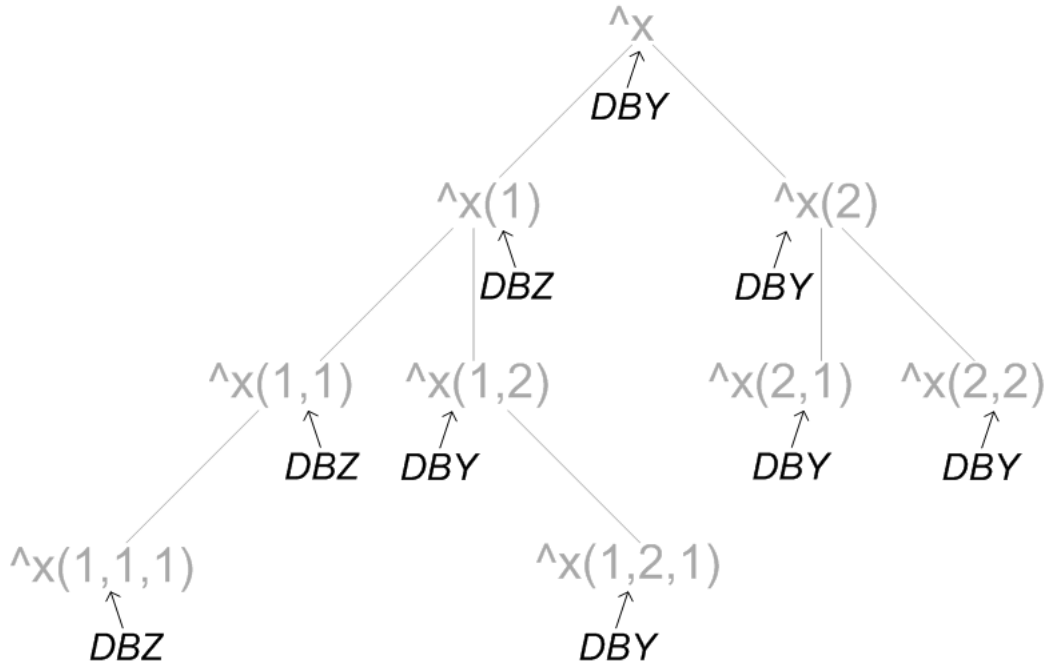 ^x
DBY
^x(1) ^x(2)
DBZ DBY
^x(1,1) ^x(1,2) ^x(2,1) ^x(2,2)
DBZ DBY DBY DBY
^x(1,1,1) ^x(1,2,1)
DBZ DBY